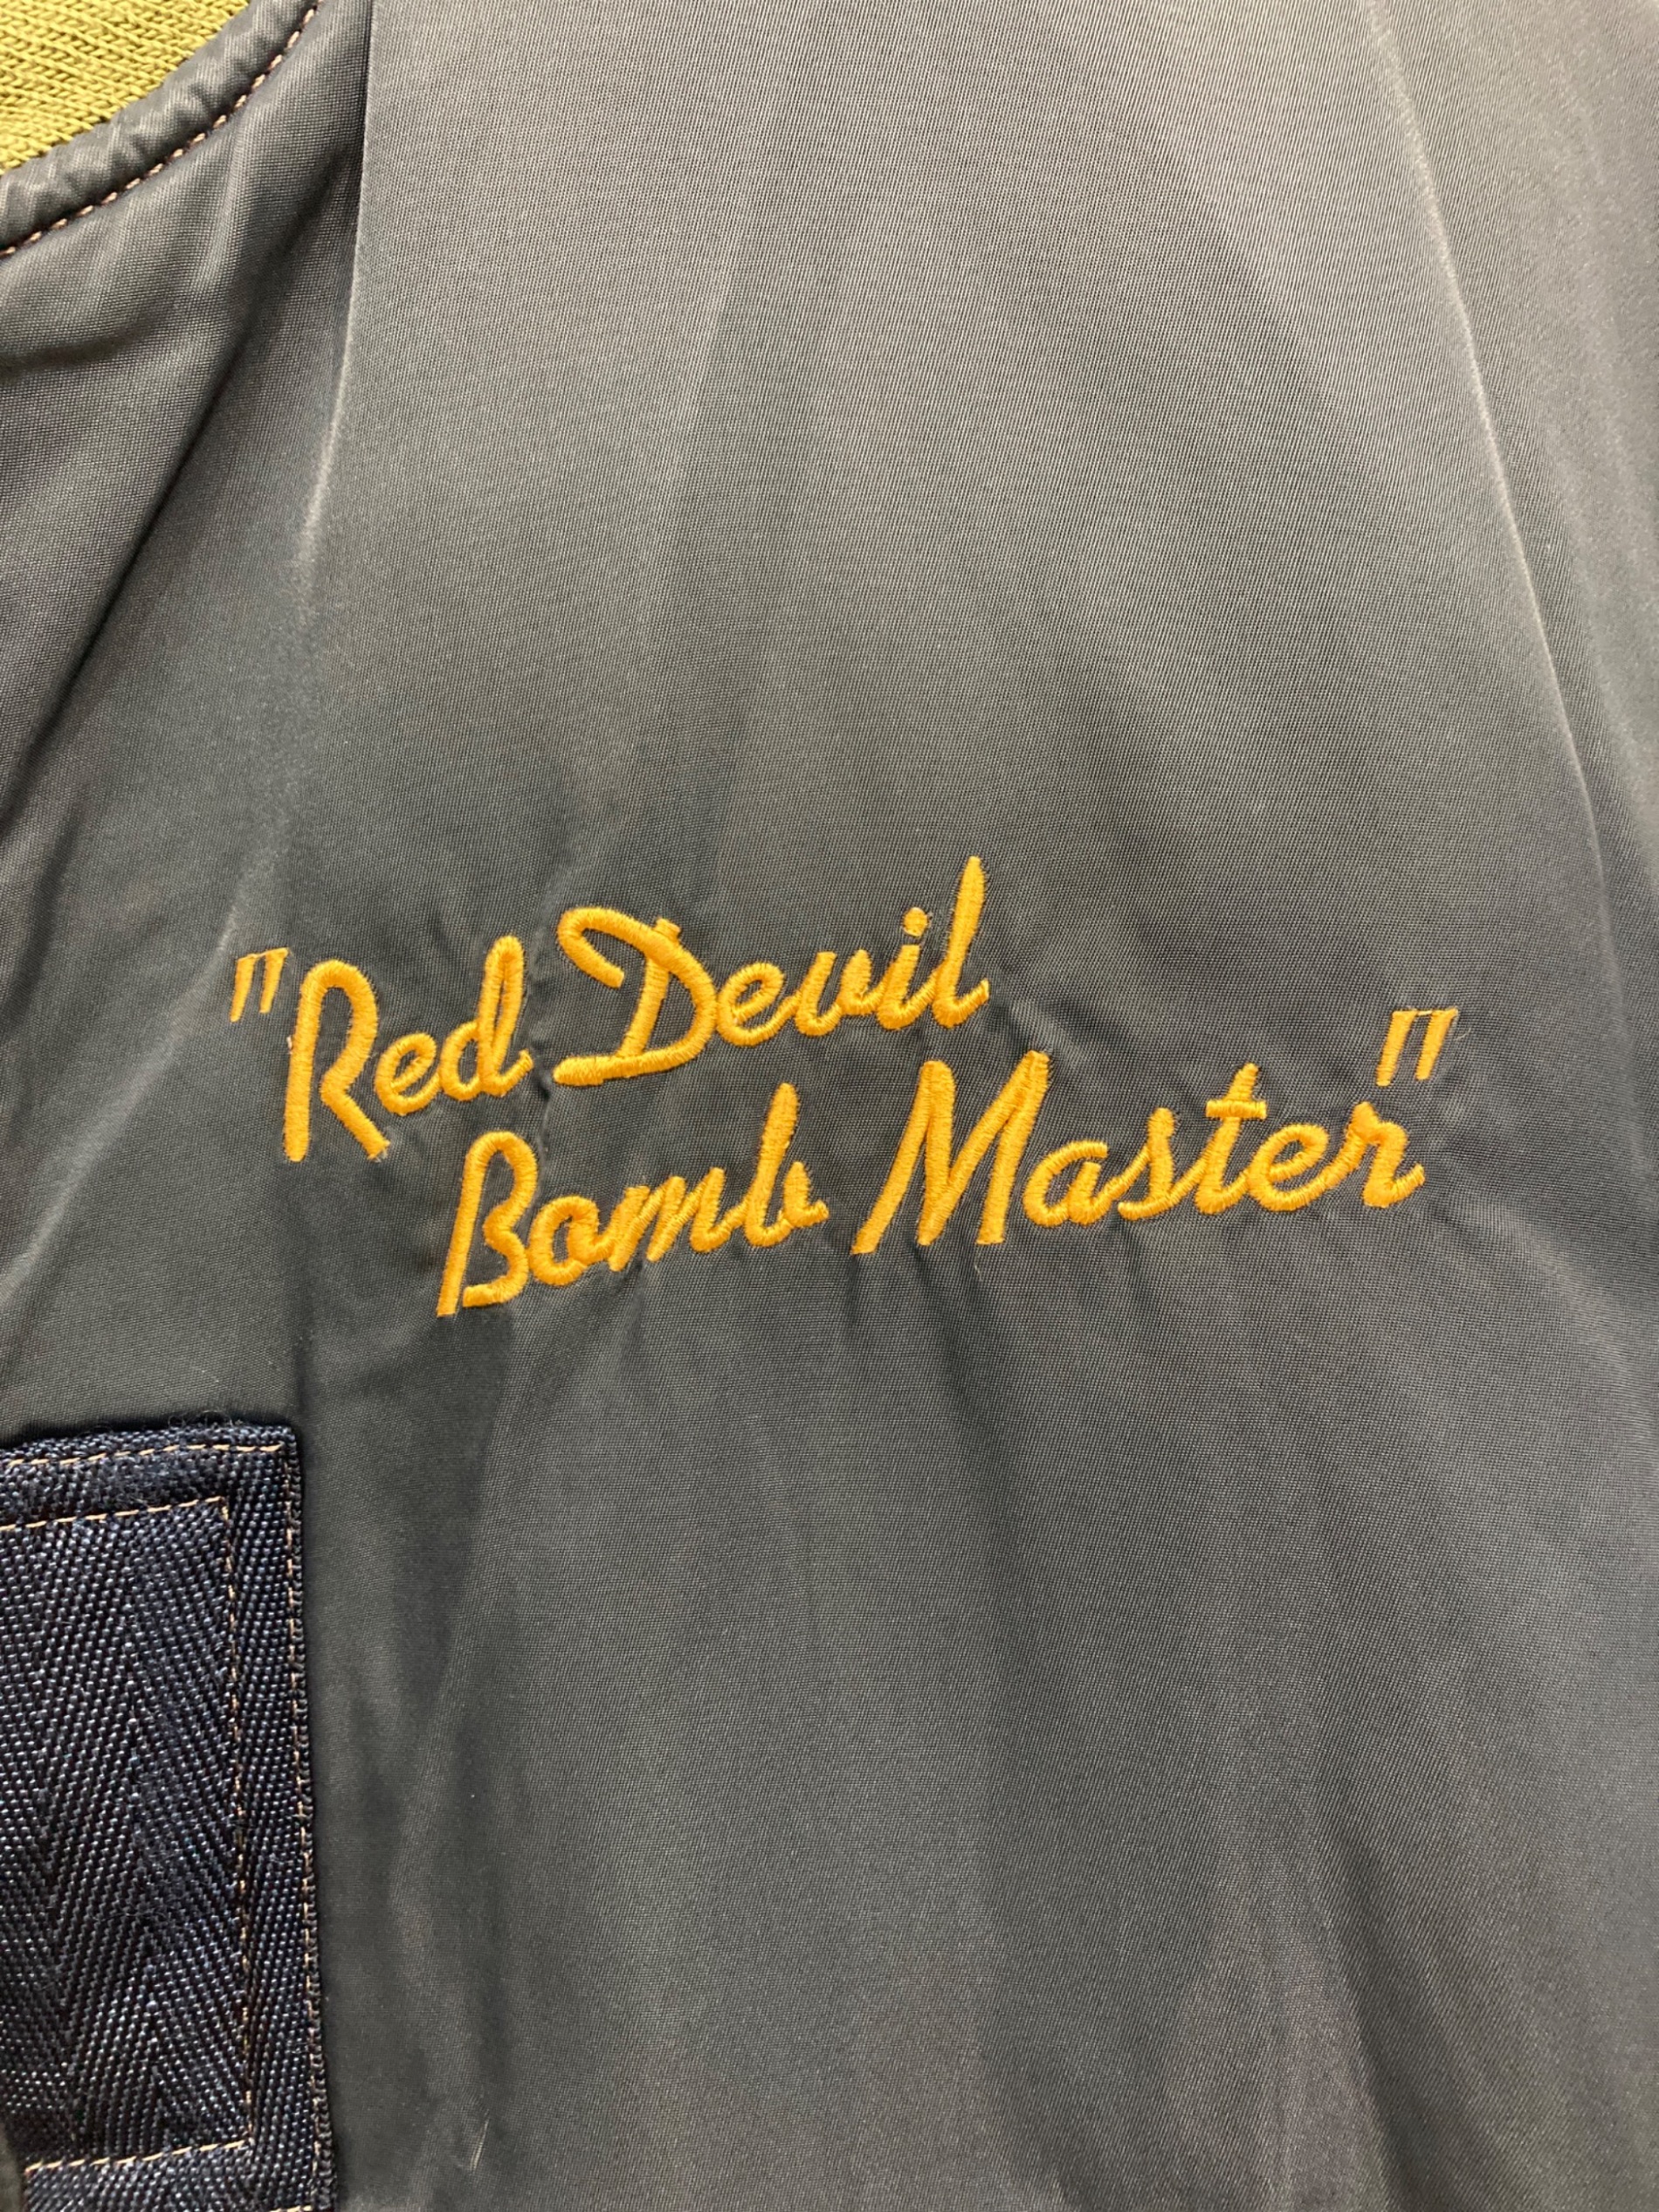 "Red Devil
Bomb Master"